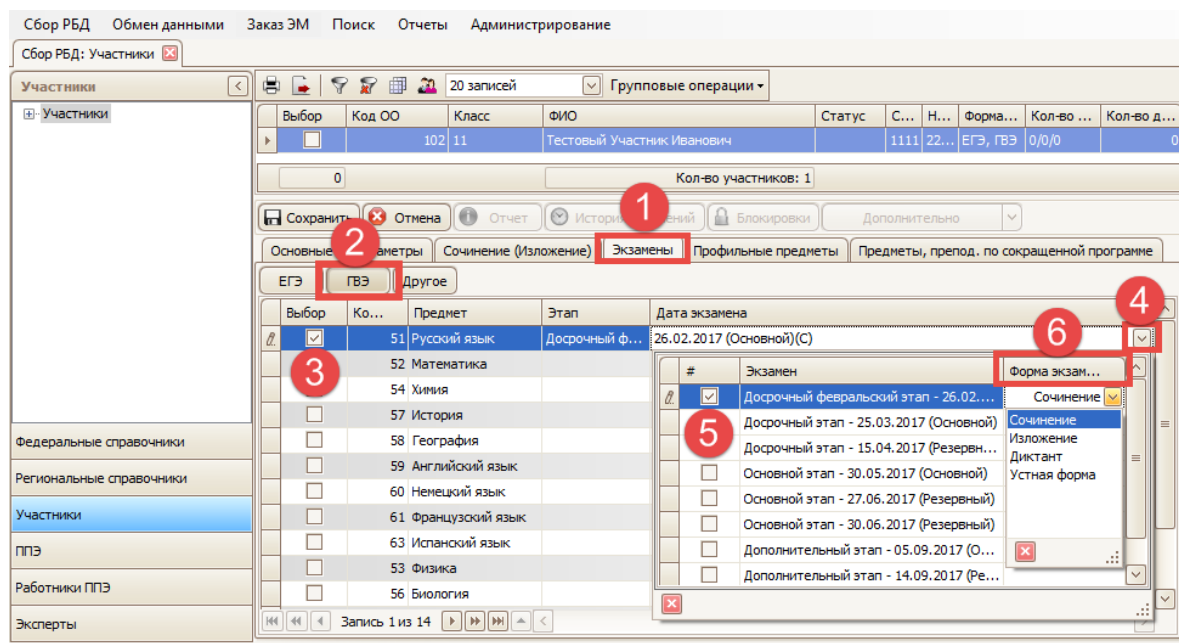 Сбор РБД Обмен данными Заказ ЭМ Поиск Отчеты Администрирование
Сбор РБД: Участники
Участники
20 записей Групповые операции
Участники
Выбор Код ОО Класс ФИО Статус С... Н... Форма... Кол-во ... Кол-во д...
102 11 Тестовый Участник Иванович 1111 22... ЕГЭ, ГВЭ 0/0/0 0
0 Кол-во участников: 1
1
Сохранить Отмена Отчет История Блокировки Дополнительно
2
Основные Сочинение (Изложение) Экзамены Профильные предметы Предметы, препод. по сокращенной программе
ЕГЭ ГВЭ Другое
4
Выбор Ко... Предмет Этап Дата экзамена
6
51 Русский язык Досрочный ф... 26.02.2017 (Основной)(С)
3
52 Математика
54 Химия
57 История
58 География
59 Английский язык
60 Немецкий язык
61 Французский язык
63 Испанский язык
53 Физика
56 Биология
# Экзамен Форма экзам...
Досрочный февральский этап - 26.02.... Сочинение
5
Досрочный этап - 25.03.2017 (Основной)
Досрочный этап - 15.04.2017 (Резервн...
Основной этап - 30.05.2017 (Основной)
Основной этап - 27.06.2017 (Резервный)
Основной этап - 30.06.2017 (Резервный)
Дополнительный этап - 05.09.2017 (О...
Дополнительный этап - 14.09.2017 (Ре...
Сочинение
Изложение
Диктант
Устная форма
Запись 1 из 14
Федеральные справочники
Региональные справочники
Участники
ППЭ
Работники ППЭ
Эксперты